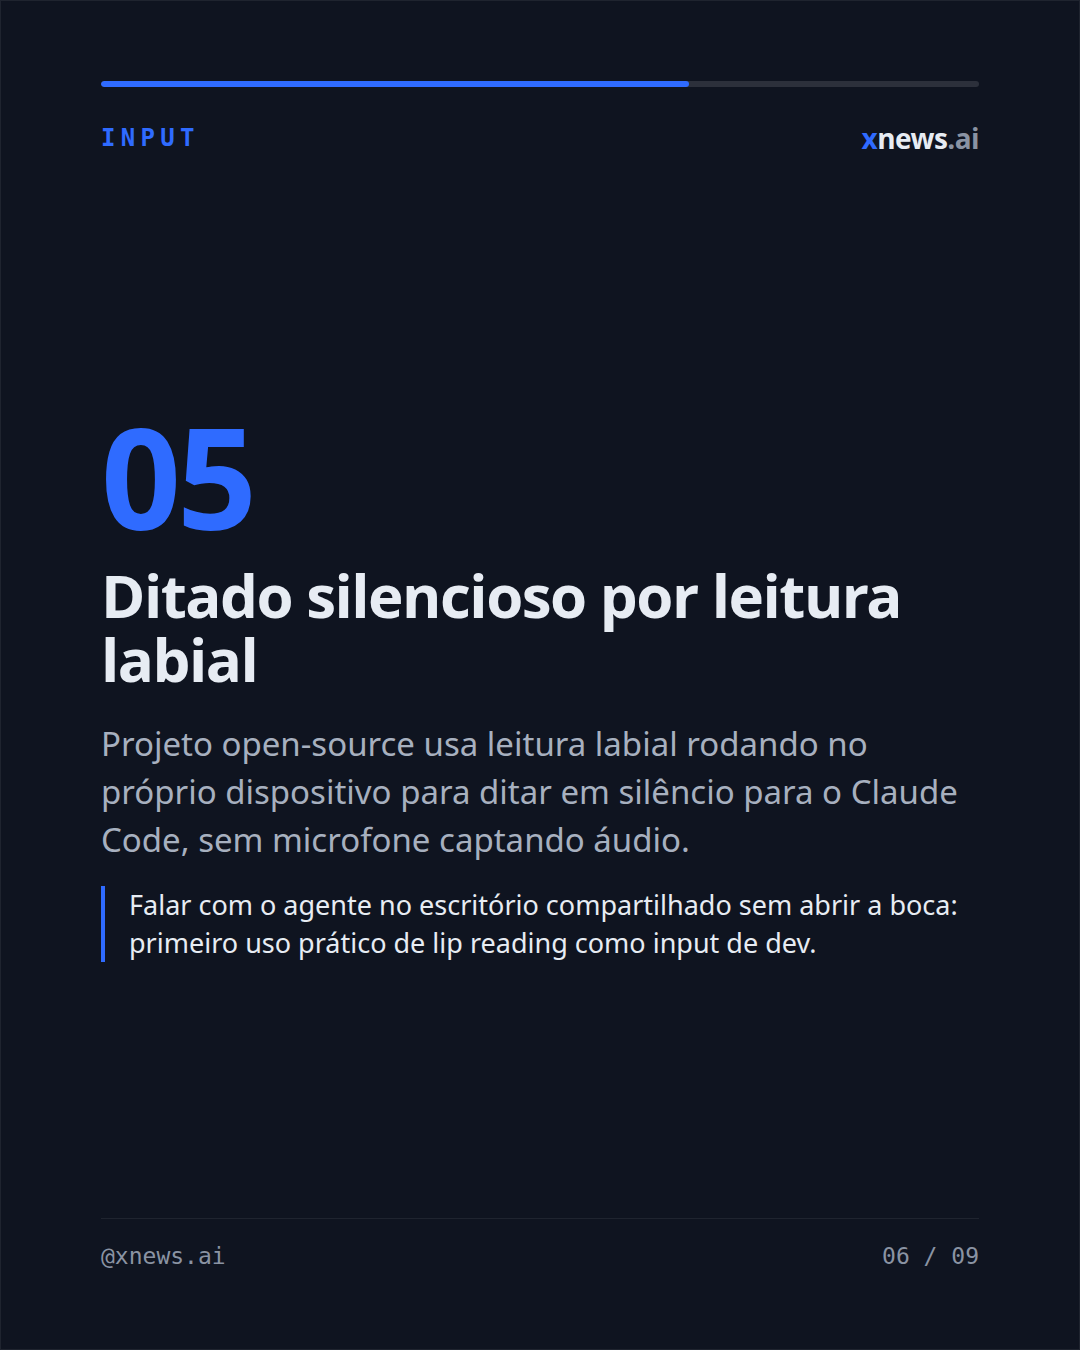 INPUT
xnews.ai
05
Ditado silencioso por leitura
labial
Projeto open-source usa leitura labial rodando no
próprio dispositivo para ditar em silêncio para o Claude
Code, sem microfone captando áudio.
Falar com o agente no escritório compartilhado sem abrir a boca:
primeiro uso prático de lip reading como input de dev.
@xnews.ai
06 / 09